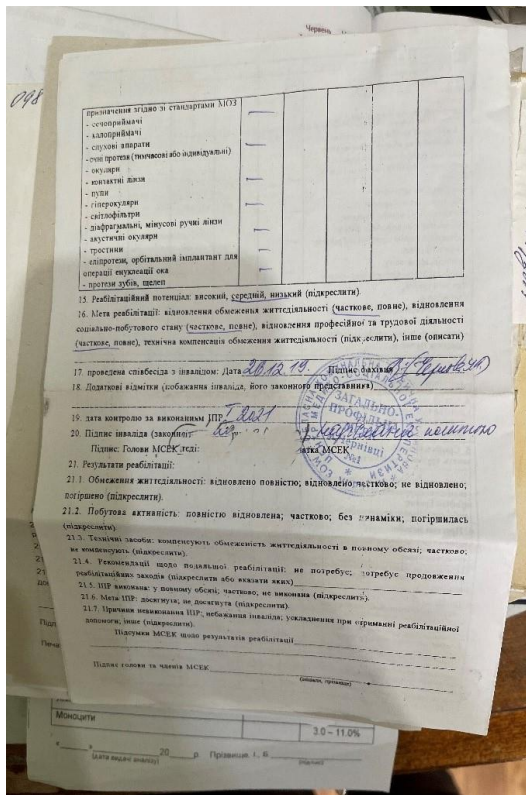 Червень
098
призначення згідно зі стандартами МОЗ
- сечоприймачі
- калоприймачі
- слухові апарати
- очні протези (тимчасові або індивідуальні)
- окуляри
- контактні лінзи
- лупи
- гіперокуляри
- світлофільтри
- діафрагмальні, мінусові ручні лінзи
- акустичні окуляри
- тростини
- епіпротези, орбітальний імплантант для
операції енуклеації ока
- протези зубів, щелеп
15. Реабілітаційний потенціал: високий, середній, низький (підкреслити)
16. Мета реабілітації: відновлення обмеження життєдіяльності (часткове, повне), відновлення
соціально-побутового стану (часткове, повне), відновлення професійної та трудової діяльності
(часткове, повне), технічна компенсація обмеження життєдіяльності (підкреслити), інше (описати)
17. проведена співбесіда з інвалідом: Дата 26.12.19. Підпис фахівця
18. Додаткові відмітки (побажання інваліда, його законного представника)
19. дата контролю за виконанням ІПР І 2021
20. Підпис інваліда
Підпис: Голови МСЕК МСЕК
ЗАГАЛЬНО-
ПРОФІЛЬНА
Чернівці
№1
21. Результати реабілітації:
21.1. Обмеження життєдіяльності: відновлено повністю; відновлено частково; не відновлено;
погіршено (підкреслити).
21.2. Побутова активність: повністю відновлена; частково; без динаміки; погіршилась
(підкреслити).
21.3. Технічні засоби: компенсують обмеженість життєдіяльності в повному обсязі; частково;
не компенсують (підкреслити).
21.4. Рекомендації щодо подальшої реабілітації: не потребує; потребує продовження
реабілітаційних заходів (підкреслити або вказати яких)
21.5. ІПР виконана: у повному обсязі; частково, не виконана (підкреслити).
21.6. Мета ІПР: досягнута; не досягнута (підкреслити).
21.7. Причини невиконання ІПР: небажання інваліда; ускладнення при отриманні реабілітаційної
допомоги; інше (підкреслити).
Підсумки МСЕК щодо результатів реабілітації
Підпис голови та членів МСЕК
(підпис, прізвище)
Моноцити
3.0 – 11.0%
20 р. Прізвище І., Б.
(дата видачі аналізу) (підпис)